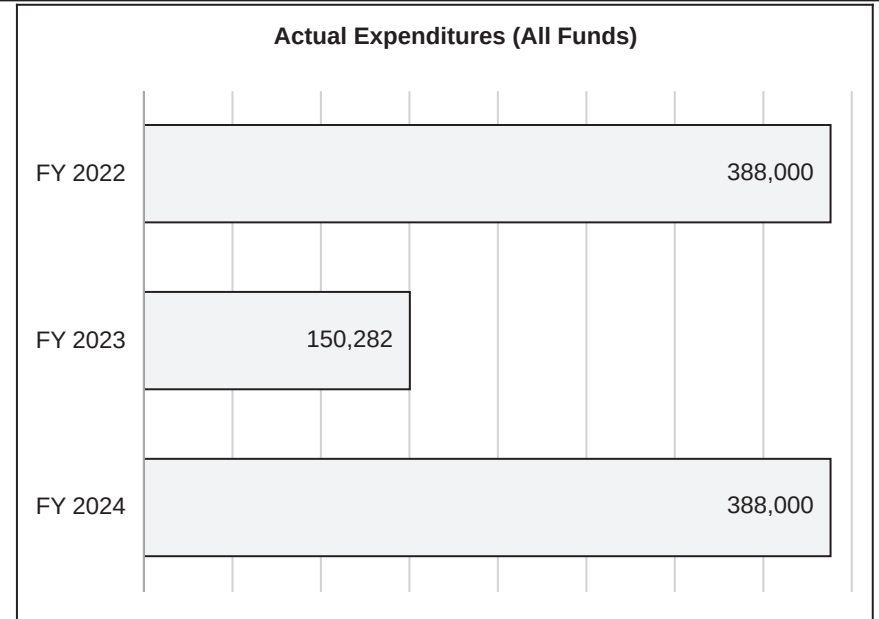 Actual Expenditures (All Funds)
FY 2022 388,000
FY 2023 150,282
FY 2024 388,000